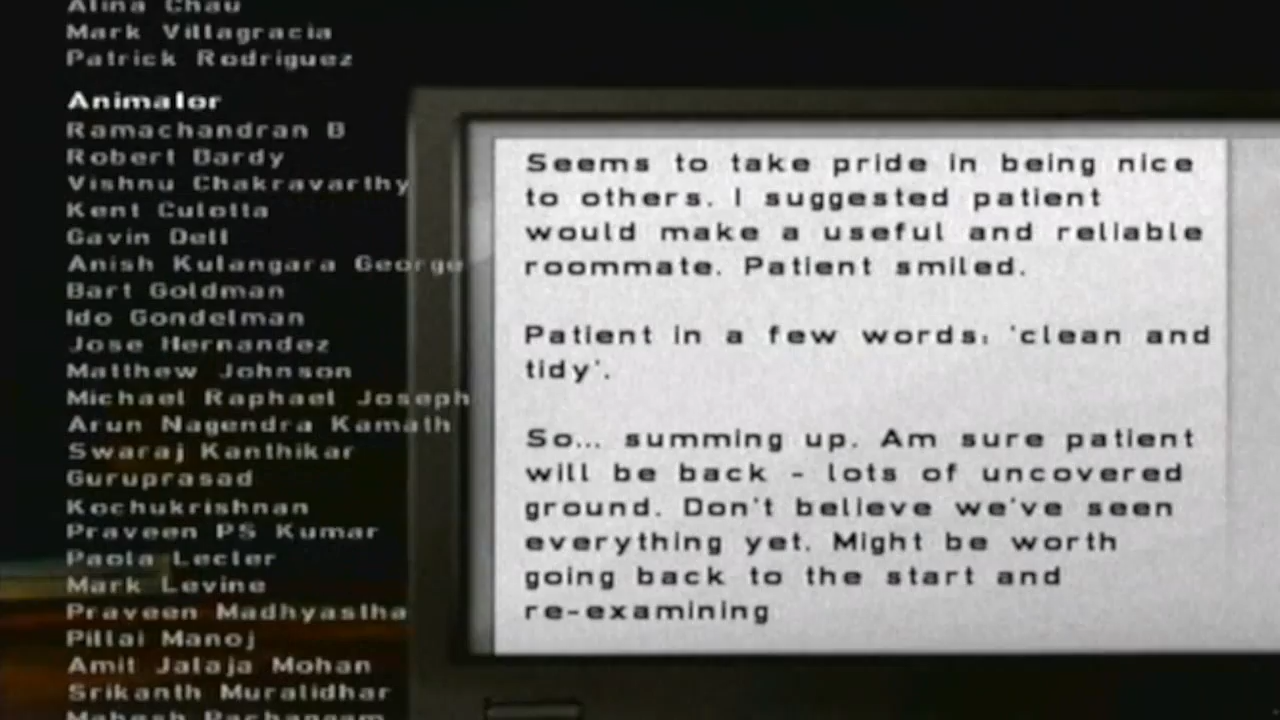 Alina Chau
Mark Villagracia
Patrick Rodriguez
Animator
Ramachandran B
Robert Bardy
Vishnu Chakravarthy
Kent Culotta
Gavin Dell
Anish Kulangara George
Bart Goldman
Ido Gondelman
Jose Hernandez
Matthew Johnson
Michael Raphael Joseph
Arun Nagendra Kamath
Swaraj Kanthikar
Guruprasad
Kochukrishnan
Praveen PS Kumar
Paola Lecler
Mark Levine
Praveen Madhyastha
Pillai Manoj
Amit Jalaja Mohan
Srikanth Muralidhar
Mahesh Pachangam
Seems to take pride in being nice
to others. I suggested patient
would make a useful and reliable
roommate. Patient smiled.
Patient in a few words: 'clean and
tidy'.
So... summing up. Am sure patient
will be back - lots of uncovered
ground. Don't believe we've seen
everything yet. Might be worth
going back to the start and
re-examining